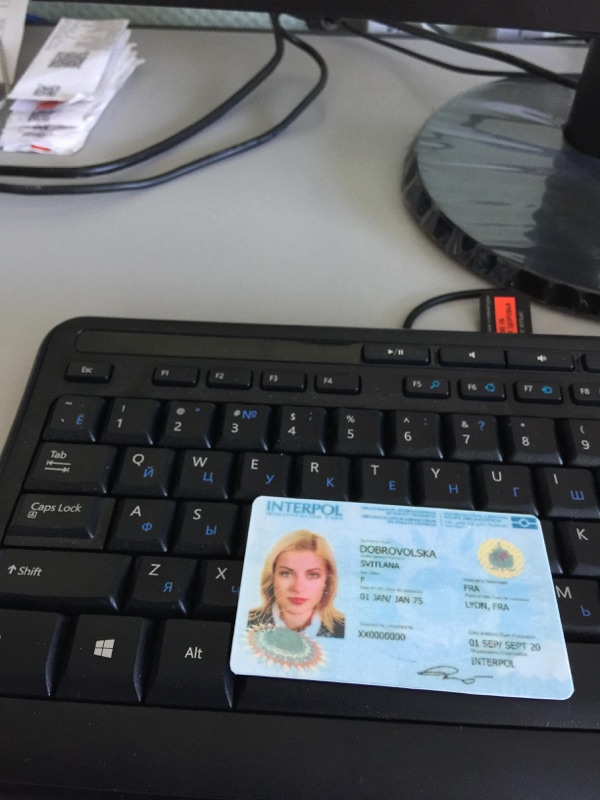 Esc
F1
F2
F3
F4
F5
F6
F7
F8
~ ` Ё
! 1
@ " 2
# № 3
$ ; 4
% 5
^ : 6
& ? 7
* 8
( 9
Tab
Q Й
W Ц
E У
R К
T Е
Y Н
U Г
I Ш
Caps Lock
A Ф
S Ы
K
Shift
Z Я
X Ч
M Ь
Alt
INTERPOL
DOBROVOLSKA
SVITLANA
F
FRA
01 JAN/ JAN 75
LYON, FRA
XX0000000
01 SEP/ SEPT 20
INTERPOL